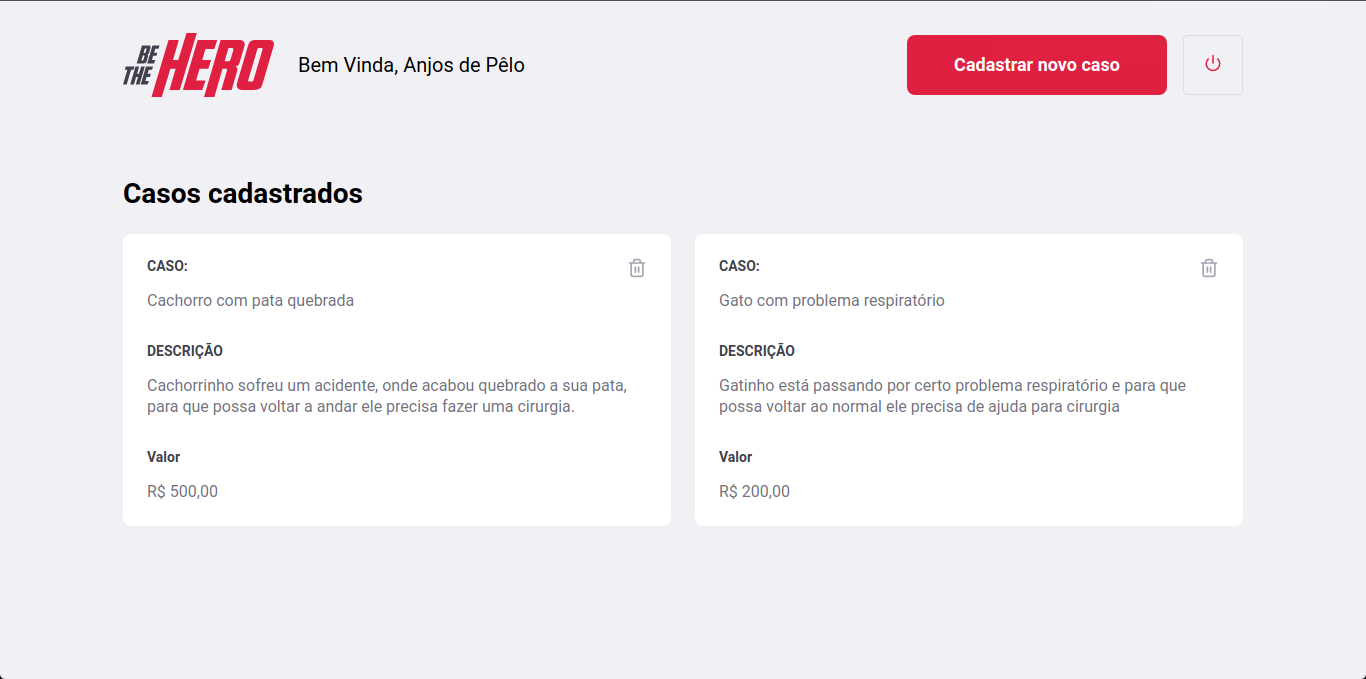 BE THE HERO
Bem Vinda, Anjos de Pêlo
Cadastrar novo caso
Casos cadastrados
CASO:
Cachorro com pata quebrada
DESCRIÇÃO
Cachorrinho sofreu um acidente, onde acabou quebrado a sua pata,
para que possa voltar a andar ele precisa fazer uma cirurgia.
Valor
R$ 500,00
CASO:
Gato com problema respiratório
DESCRIÇÃO
Gatinho está passando por certo problema respiratório e para que
possa voltar ao normal ele precisa de ajuda para cirurgia
Valor
R$ 200,00